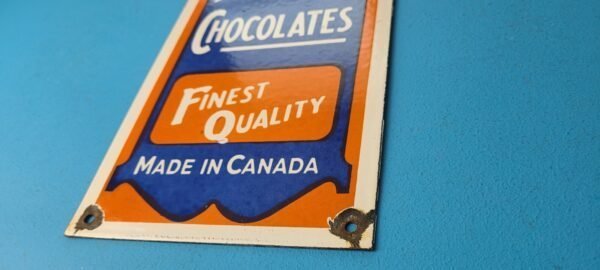 CHOCOLATES
FINEST
QUALITY
MADE IN CANADA